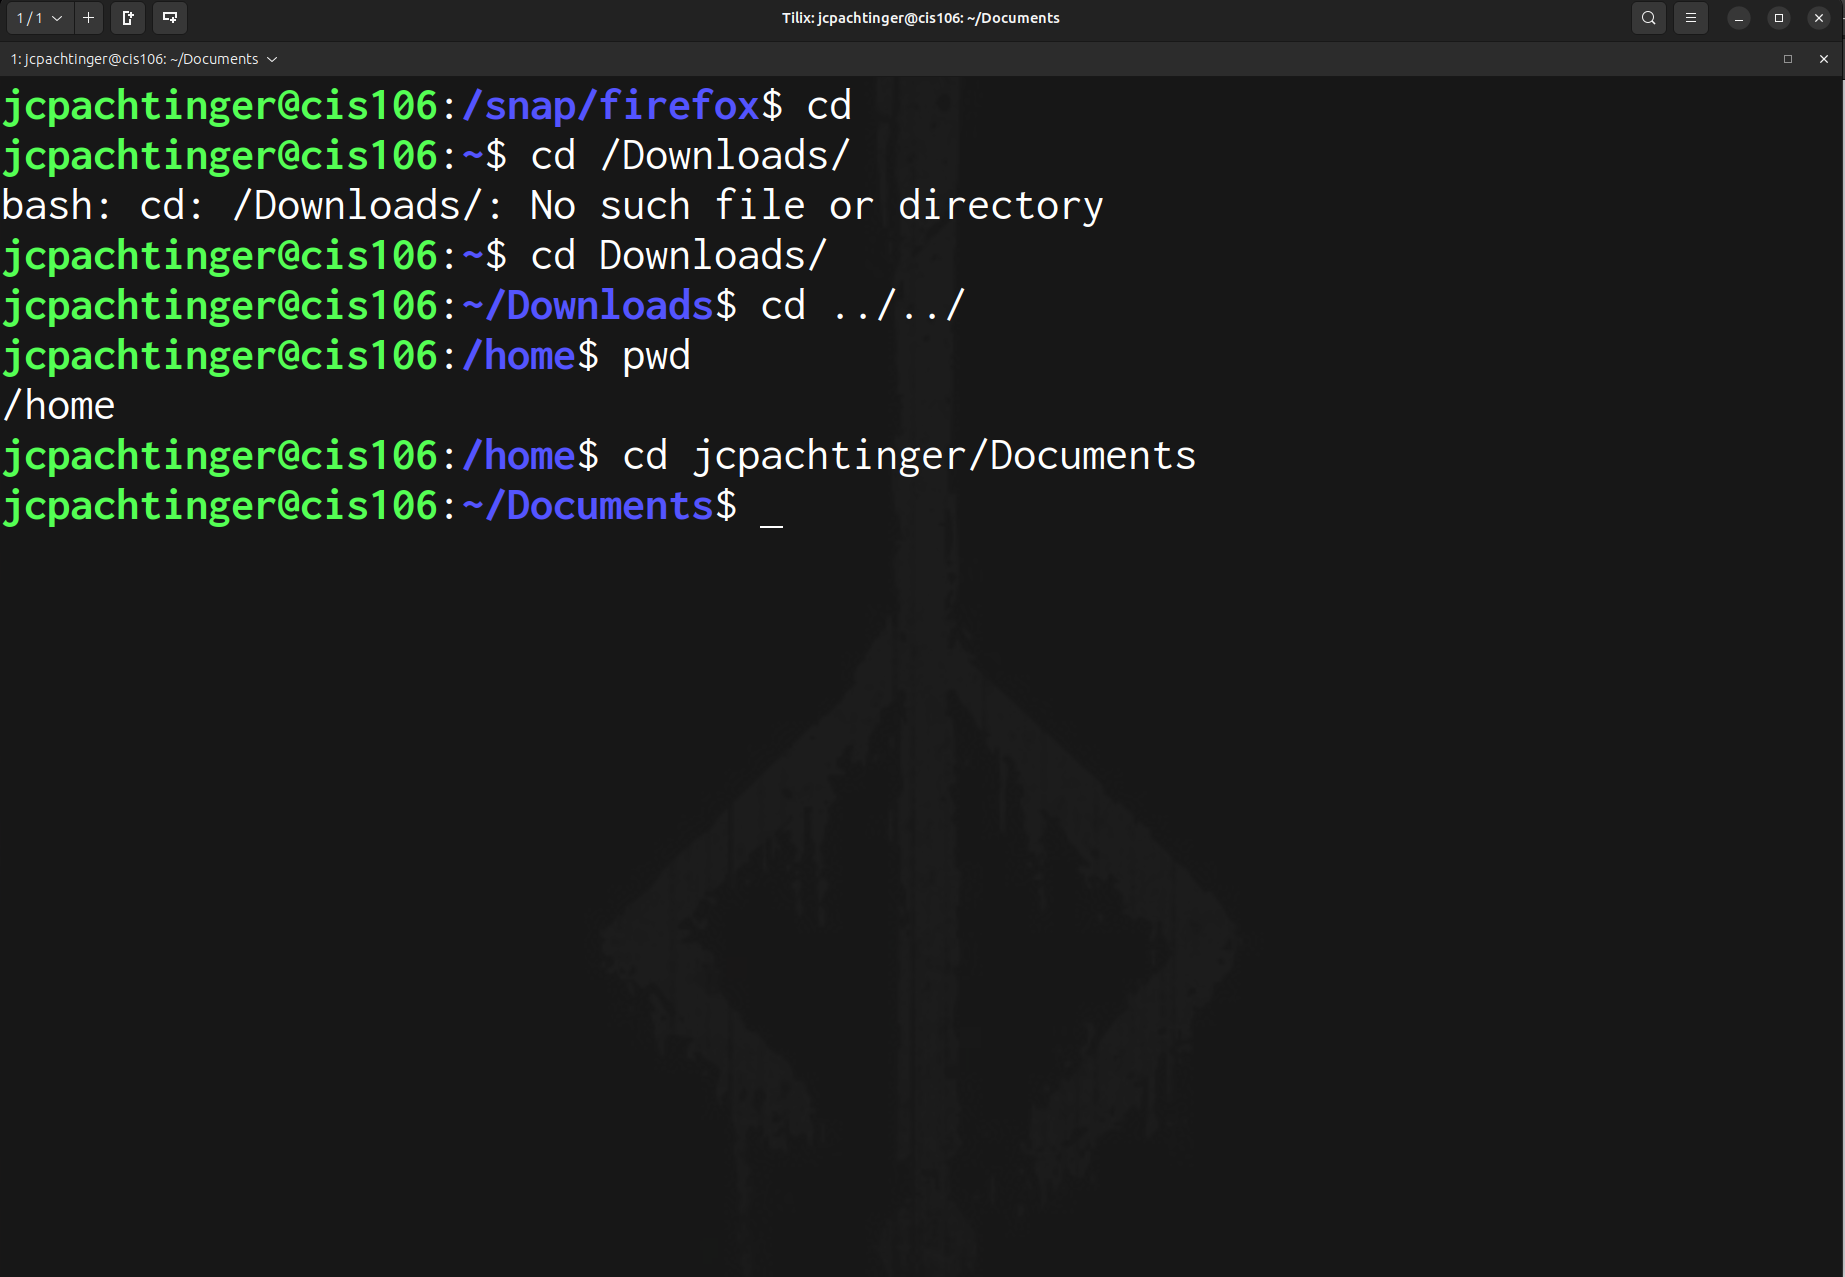 1 / 1
Tilix: jcpachtinger@cis106: ~/Documents
1: jcpachtinger@cis106: ~/Documents
jcpachtinger@cis106:/snap/firefox$ cd
jcpachtinger@cis106:~$ cd /Downloads/
bash: cd: /Downloads/: No such file or directory
jcpachtinger@cis106:~$ cd Downloads/
jcpachtinger@cis106:~/Downloads$ cd ../../
jcpachtinger@cis106:/home$ pwd
/home
jcpachtinger@cis106:/home$ cd jcpachtinger/Documents
jcpachtinger@cis106:~/Documents$ _